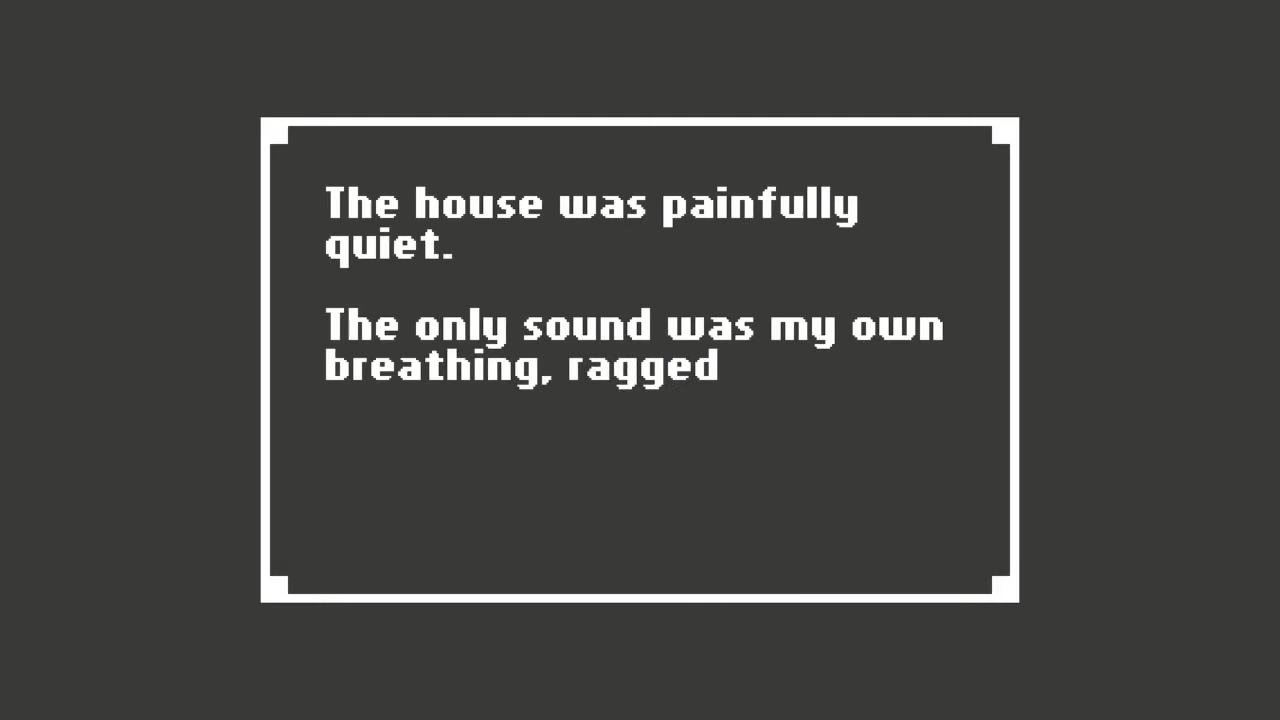 The house was painfully
quiet.
The only sound was my own
breathing, ragged